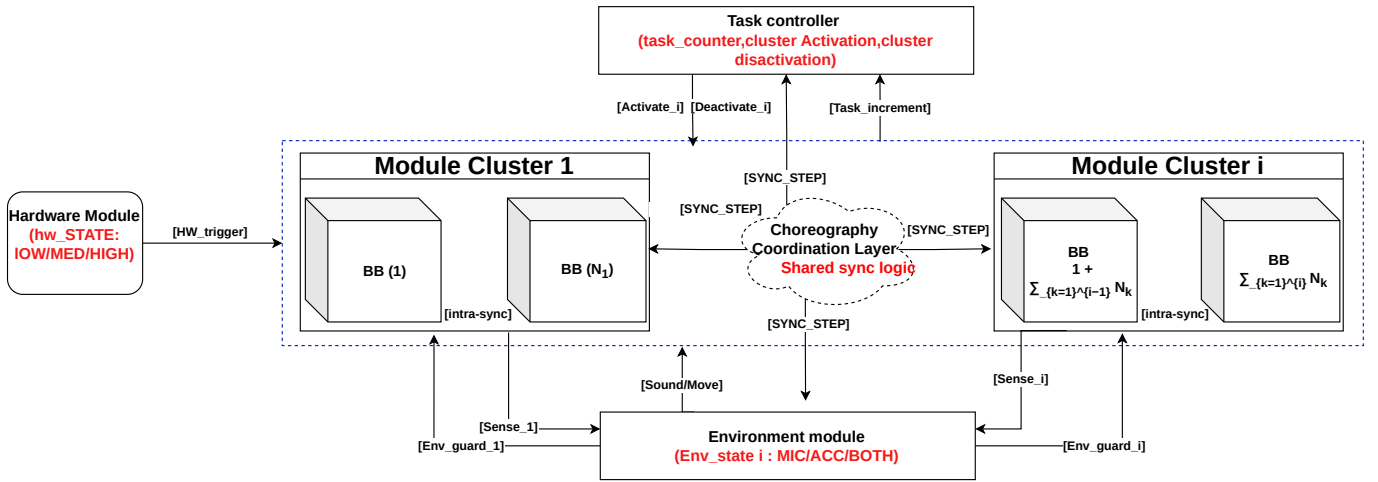 Task controller
(task_counter,cluster Activation,cluster
disactivation)
[Activate_i]
[Deactivate_i]
[Task_increment]
Module Cluster 1
Module Cluster i
Hardware Module
(hw_STATE:
lOW/MED/HIGH)
[HW_trigger]
BB (1)
BB (N₁)
[intra-sync]
[SYNC_STEP]
[SYNC_STEP]
[SYNC_STEP]
Choreography
Coordination Layer
Shared sync logic
[SYNC_STEP]
BB
1 +
∑_{k=1}^{i−1} Nₖ
BB
∑_{k=1}^{i} Nₖ
[intra-sync]
[Sound/Move]
[Sense_1]
[Env_guard_1]
[Sense_i]
[Env_guard_i]
Environment module
(Env_state i : MIC/ACC/BOTH)